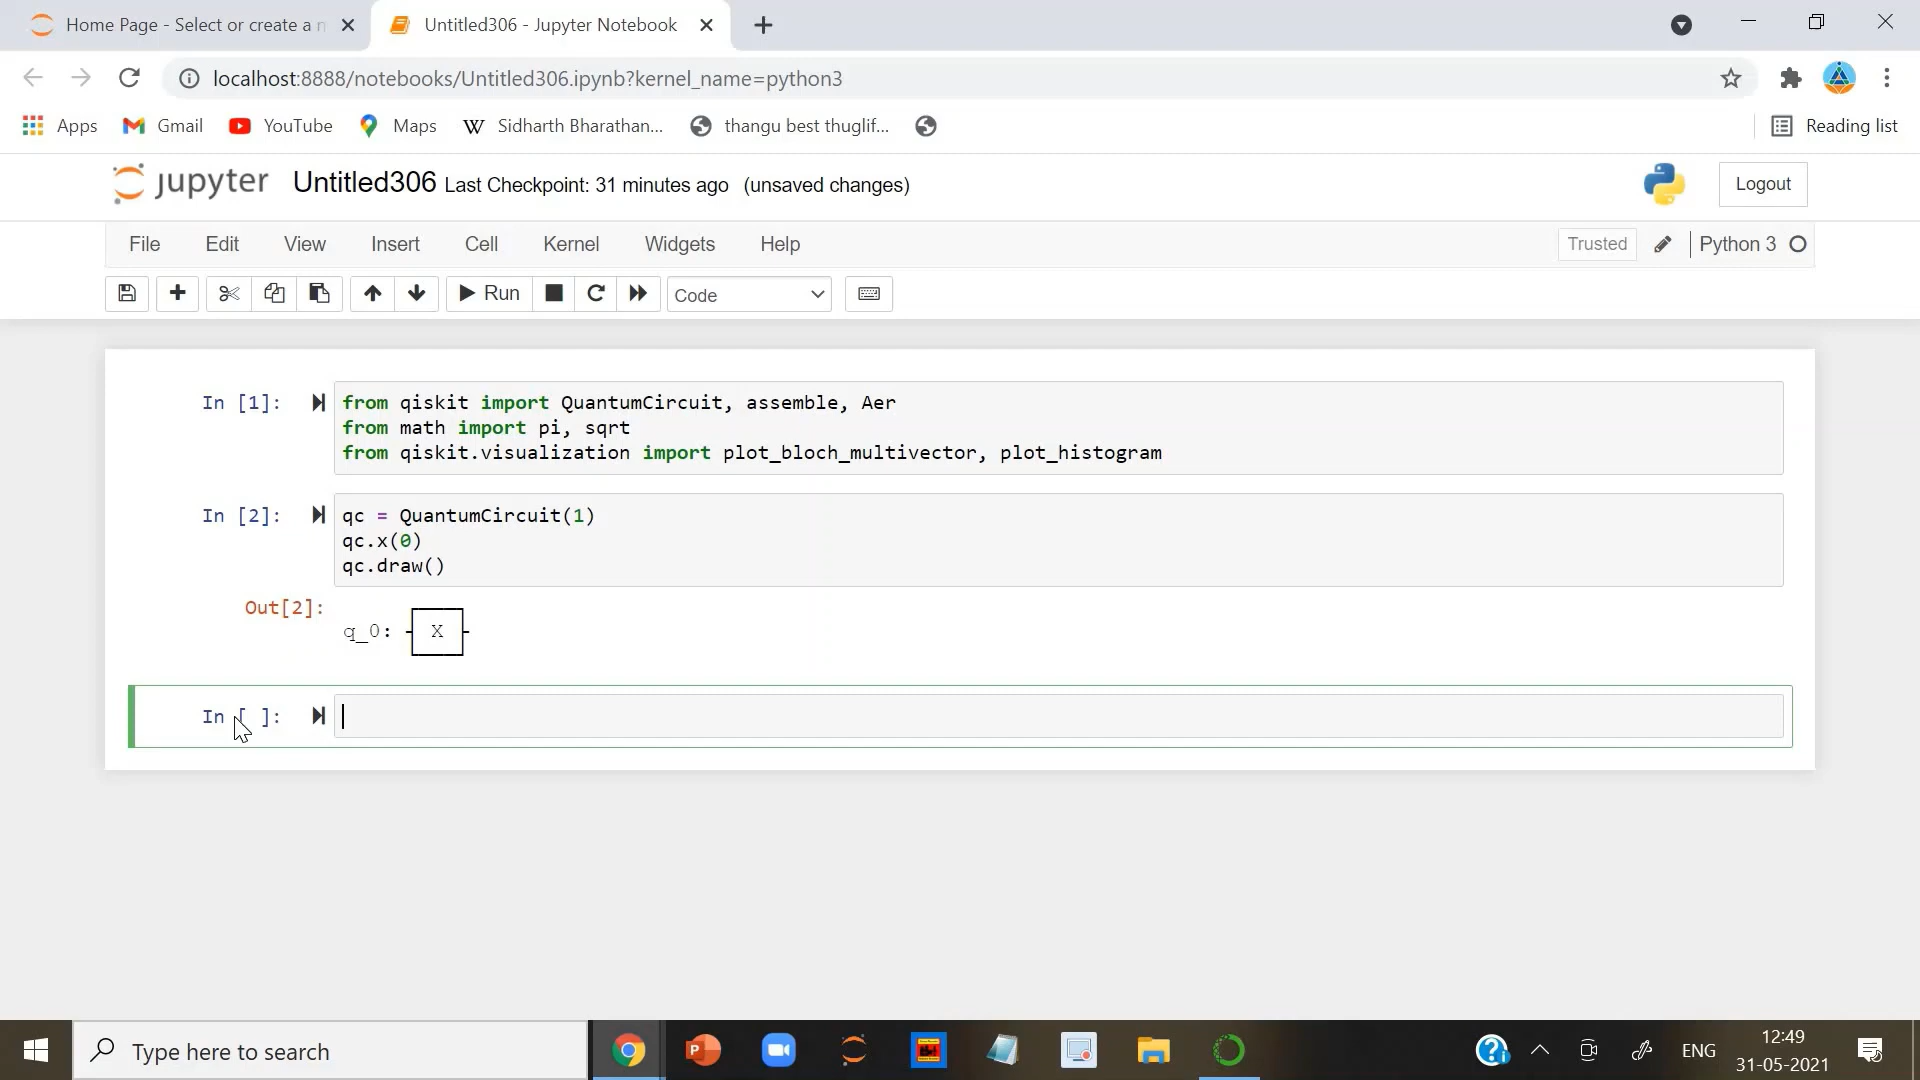 Home Page - Select or create a n
Untitled306 - Jupyter Notebook
localhost:8888/notebooks/Untitled306.ipynb?kernel_name=python3
Apps
Gmail
YouTube
Maps
Sidharth Bharathan...
thangu best thuglif...
Reading list
jupyter
Untitled306 Last Checkpoint: 31 minutes ago (unsaved changes)
Logout
File
Edit
View
Insert
Cell
Kernel
Widgets
Help
Trusted
Python 3
Run
Code
In [1]:
from qiskit import QuantumCircuit, assemble, Aer
from math import pi, sqrt
from qiskit.visualization import plot_bloch_multivector, plot_histogram
In [2]:
qc = QuantumCircuit(1)
qc.x(0)
qc.draw()
Out[2]:
q_0: X
In [ ]:
Type here to search
ENG
12:49
31-05-2021